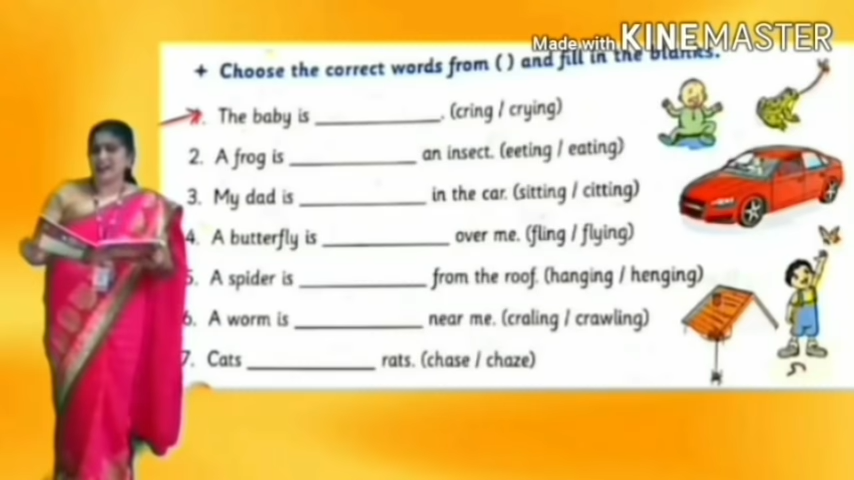 Made with KINEMASTER
+ Choose the correct words from ( ) and fill in the blanks.
1. The baby is ____________. (cring / crying)
2. A frog is ____________ an insect. (eeting / eating)
3. My dad is ____________ in the car. (sitting / citting)
4. A butterfly is ____________ over me. (fling / flying)
5. A spider is ____________ from the roof. (hanging / henging)
6. A worm is ____________ near me. (craling / crawling)
7. Cats ____________ rats. (chase / chaze)